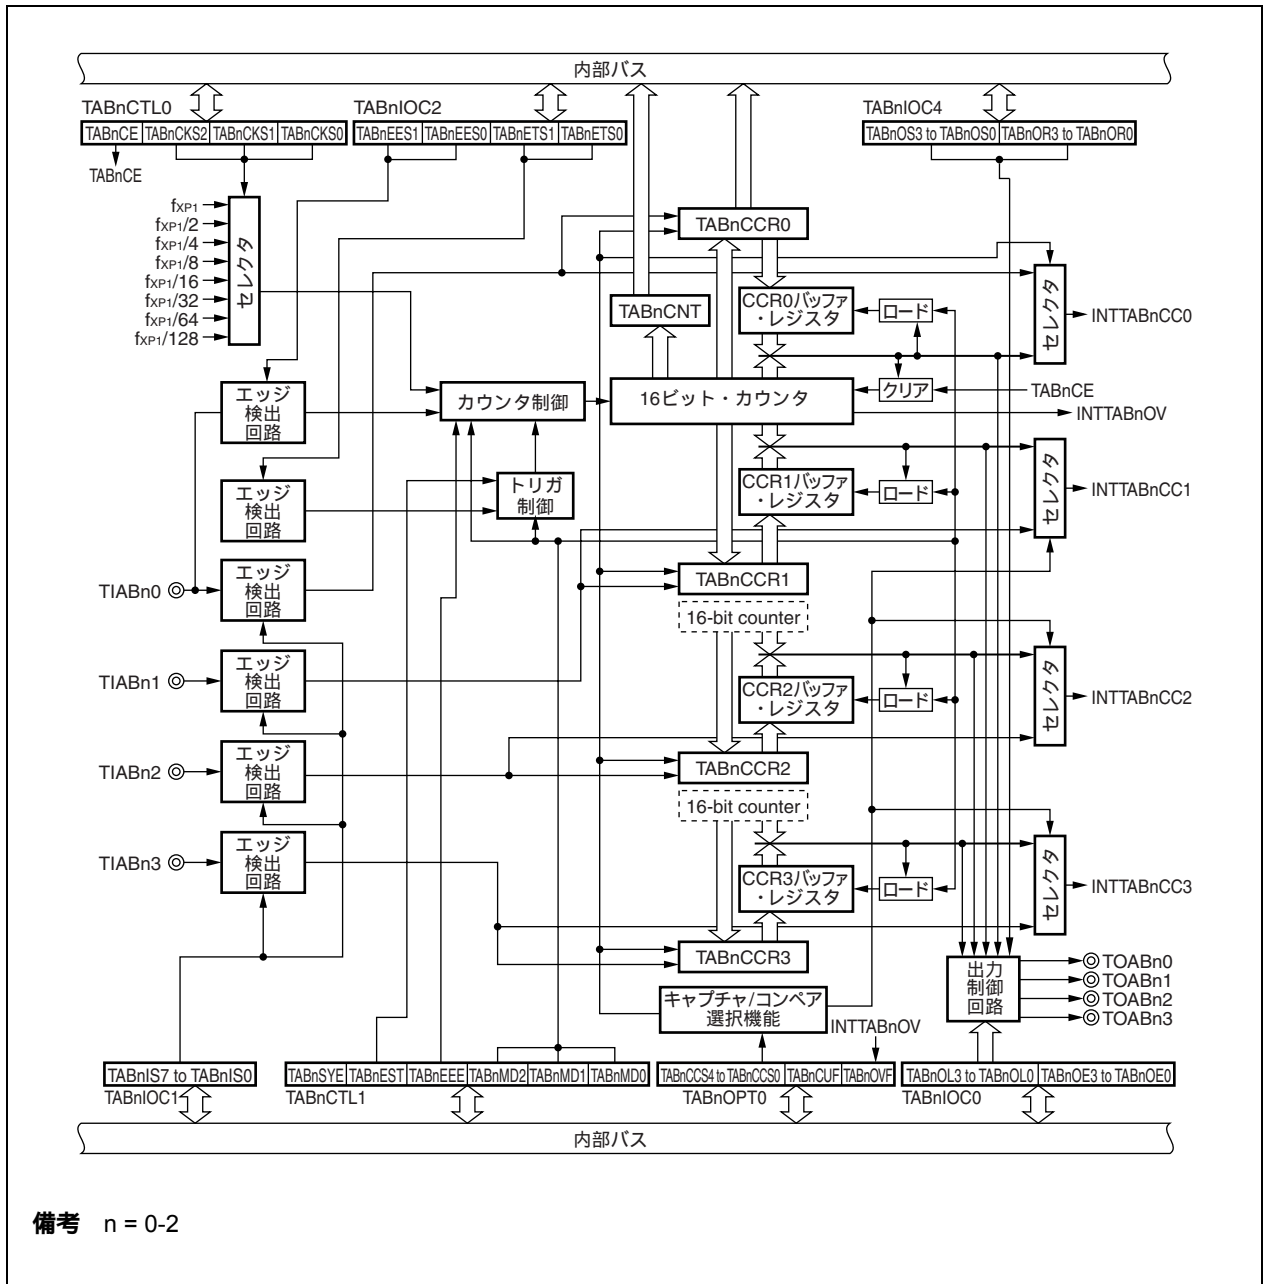 内部バス
TABnCTL0
TABnIOC2
TABnIOC4
TABnCE TABnCKS2 TABnCKS1 TABnCKS0
TABnEES1 TABnEES0 TABnETS1 TABnETS0
TABnOS3 to TABnOS0 TABnOR3 to TABnOR0
TABnCE
fXP1
fXP1/2
fXP1/4
fXP1/8
fXP1/16
fXP1/32
fXP1/64
fXP1/128
セレクタ
TABnCCR0
TABnCNT
CCR0バッファ
・レジスタ
ロード
セレクタ
INTTABnCC0
エッジ
検出
回路
カウンタ制御
16ビット・カウンタ
クリア
TABnCE
INTTABnOV
エッジ
検出
回路
トリガ
制御
CCR1バッファ
・レジスタ
ロード
セレクタ
INTTABnCC1
TIABn0
エッジ
検出
回路
TABnCCR1
16-bit counter
TIABn1
エッジ
検出
回路
CCR2バッファ
・レジスタ
ロード
セレクタ
INTTABnCC2
TIABn2
エッジ
検出
回路
TABnCCR2
16-bit counter
TIABn3
エッジ
検出
回路
CCR3バッファ
・レジスタ
ロード
セレクタ
INTTABnCC3
TABnCCR3
出力
制御
回路
TOABn0
TOABn1
TOABn2
TOABn3
キャプチャ/コンペア
選択機能
INTTABnOV
TABnIS7 to TABnIS0
TABnSYE TABnEST TABnEEE TABnMD2 TABnMD1 TABnMD0
TABnCCS4 to TABnCCS0 TABnCUF TABnOVF
TABnOL3 to TABnOL0 TABnOE3 to TABnOE0
TABnIOC1
TABnCTL1
TABnOPT0
TABnIOC0
内部バス
備考 n = 0-2